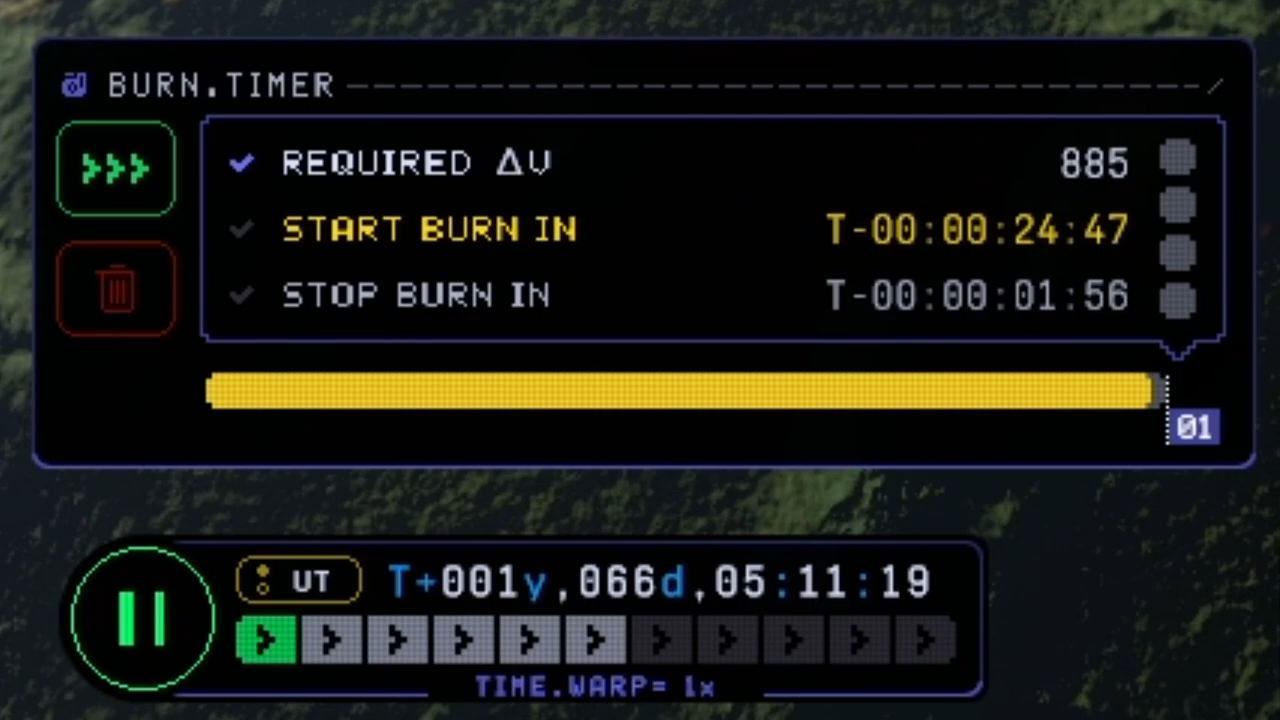 BURN.TIMER
REQUIRED ΔV 885
START BURN IN T-00:00:24:47
STOP BURN IN T-00:00:01:56
01
UT T+001y,066d,05:11:19
TIME.WARP= 1x